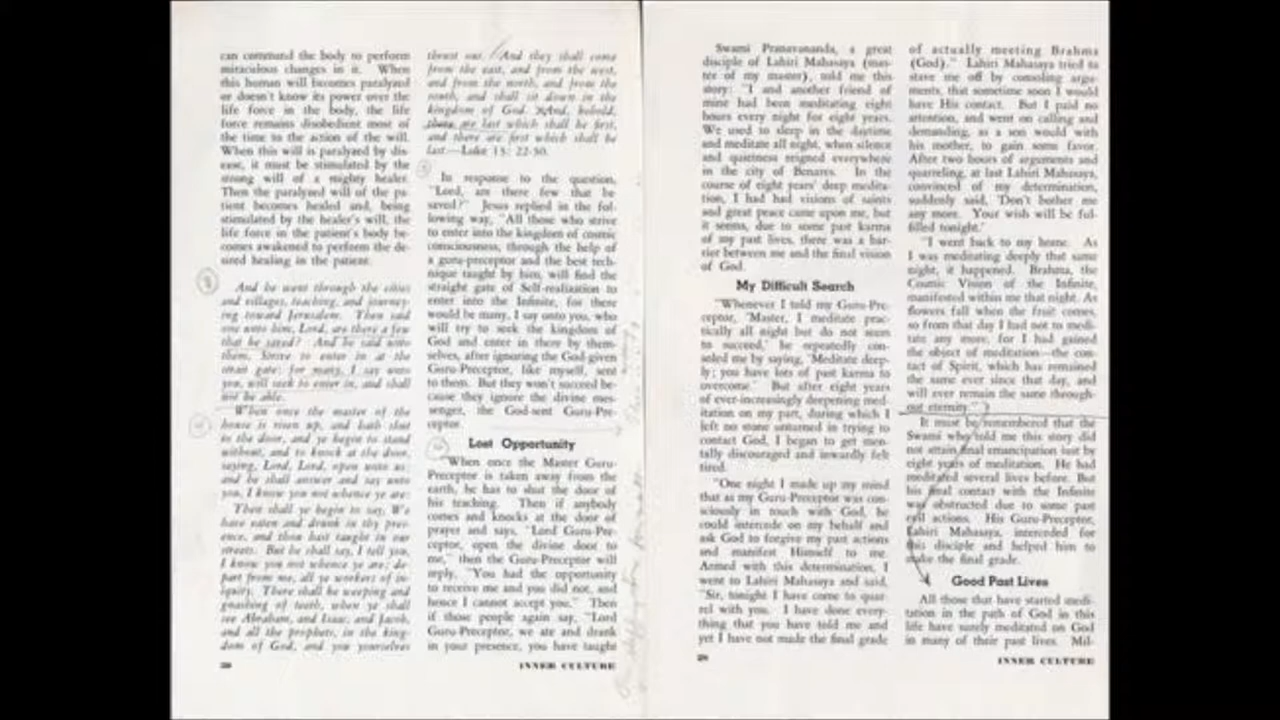 can command the body to perform
miraculous changes in it. When
this human will becomes paralyzed
or doesn't know its power over the
life force in the body, the life
force remains disobedient most of
the time to the action of the will.
When this will is paralyzed by dis-
ease, it must be stimulated by the
strong will of a mighty healer.
Then the paralyzed will of the pa-
tient becomes healed and, being
stimulated by the healer's will, the
life force in the patient's body be-
comes awakened to perform the de-
sired healing in the patient.
And he went through the cities
and villages, teaching, and journey-
ing toward Jerusalem. Then said
one unto him, Lord, are there a few
that be saved? And he said unto
them, Strive to enter in at the
strait gate: for many, I say unto
you, will seek to enter in, and shall
not be able.
When once the master of the
house is risen up, and hath shut
to the door, and ye begin to stand
without, and to knock at the door,
saying, Lord, Lord, open unto us;
and he shall answer and say unto
you, I know you not whence ye are:
Then shall ye begin to say, We
have eaten and drunk in thy pres-
ence, and thou hast taught in our
streets. But he shall say, I tell you,
I know you not whence ye are; de-
part from me, all ye workers of in-
iquity. There shall be weeping and
gnashing of teeth, when ye shall
see Abraham, and Isaac, and Jacob,
and all the prophets, in the king-
dom of God, and you yourselves
thrust out. And they shall come
from the east, and from the west,
and from the north, and from the
south, and shall sit down in the
kingdom of God. And, behold,
there are last which shall be first,
and there are first which shall be
last.—Luke 13: 22-30.
In response to the question,
"Lord, are there few that be
saved?" Jesus replied in the fol-
lowing way, "All those who strive
to enter into the kingdom of cosmic
consciousness, through the help of
a guru-preceptor and the best tech-
nique taught by him, will find the
straight gate of Self-realization to
enter into the Infinite, for there
would be many, I say unto you, who
will try to seek the kingdom of
God and enter in there by them-
selves, after ignoring the God-given
Guru-Preceptor, like myself, sent
to them. But they won't succeed be-
cause they ignore the divine mes-
senger, the God-sent Guru-Pre-
ceptor.
Lost Opportunity
"When once the Master Guru-
Preceptor is taken away from the
earth, he has to shut the door of
his teaching. Then if anybody
comes and knocks at the door of
prayer and says, "Lord Guru-Pre-
ceptor, open the divine door to
me," then the Guru-Preceptor will
reply, "You had the opportunity
to receive me and you did not, and
hence I cannot accept you." Then
if those people again say, "Lord
Guru-Preceptor, we ate and drank
in your presence, you have taught
INNER CULTURE
Swami Pranavananda, a great
disciple of Lahiri Mahasaya (mas-
ter of my master), told me this
story: "I and another friend of
mine had been meditating eight
hours every night for eight years.
We used to sleep in the daytime
and meditate all night, when silence
and quietness reigned everywhere
in the city of Benares. In the
course of eight years' deep medita-
tion, I had had visions of saints
and great peace came upon me, but
it seems, due to some past karma
of my past lives, there was a bar-
rier between me and the final vision
of God.
My Difficult Search
"Whenever I told my Guru-Pre-
ceptor, 'Master, I meditate prac-
tically all night but do not seem
to succeed,' he repeatedly con-
soled me by saying, 'Meditate deep-
ly; you have lots of past karma to
overcome.' But after eight years
of ever-increasingly deepening med-
itation on my part, during which I
left no stone unturned in trying to
contact God, I began to get men-
tally discouraged and inwardly felt
tired.
"One night I made up my mind
that as my Guru-Preceptor was con-
sciously in touch with God, he
could intercede on my behalf and
ask God to forgive my past actions
and manifest Himself to me.
Armed with this determination, I
went to Lahiri Mahasaya and said,
"Sir, tonight I have come to quar-
rel with you. I have done every-
thing that you have told me and
yet I have not made the final grade
28
of actually meeting Brahma
(God)." Lahiri Mahasaya tried to
stave me off by consoling argu-
ments, that sometime soon I would
have His contact. But I paid no
attention, and went on calling and
demanding, as a son would with
his mother, to gain some favor.
After two hours of arguments and
quarreling, at last Lahiri Mahasaya,
convinced of my determination,
suddenly said, 'Don't bother me
any more. Your wish will be ful-
filled tonight.'
"I went back to my home. As
I was meditating deeply that same
night, it happened. Brahma, the
Cosmic Vision of the Infinite,
manifested within me that night. As
flowers fall when the fruit comes,
so from that day I had not to medi-
tate any more, for I had gained
the object of meditation—the con-
tact of Spirit, which has remained
the same ever since that day, and
will ever remain the same through-
out eternity."
It must be remembered that the
Swami who told me this story did
not attain final emancipation just by
eight years of meditation. He had
meditated several lives before. But
his final contact with the Infinite
was obstructed due to some past
evil actions. His Guru-Preceptor,
Lahiri Mahasaya, interceded for
this disciple and helped him to
make the final grade.
Good Past Lives
All those that have started medi-
tation in the path of God in this
life have surely meditated on God
in many of their past lives. Mil-
INNER CULTURE